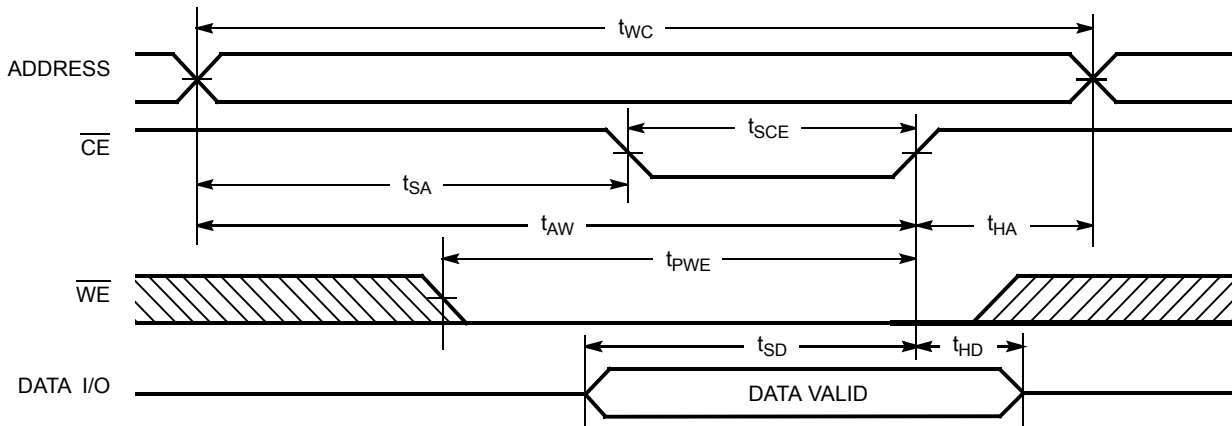 tWC
ADDRESS
CE
tSCE
tSA
tAW
tHA
tPWE
WE
tSD
tHD
DATA I/O
DATA VALID